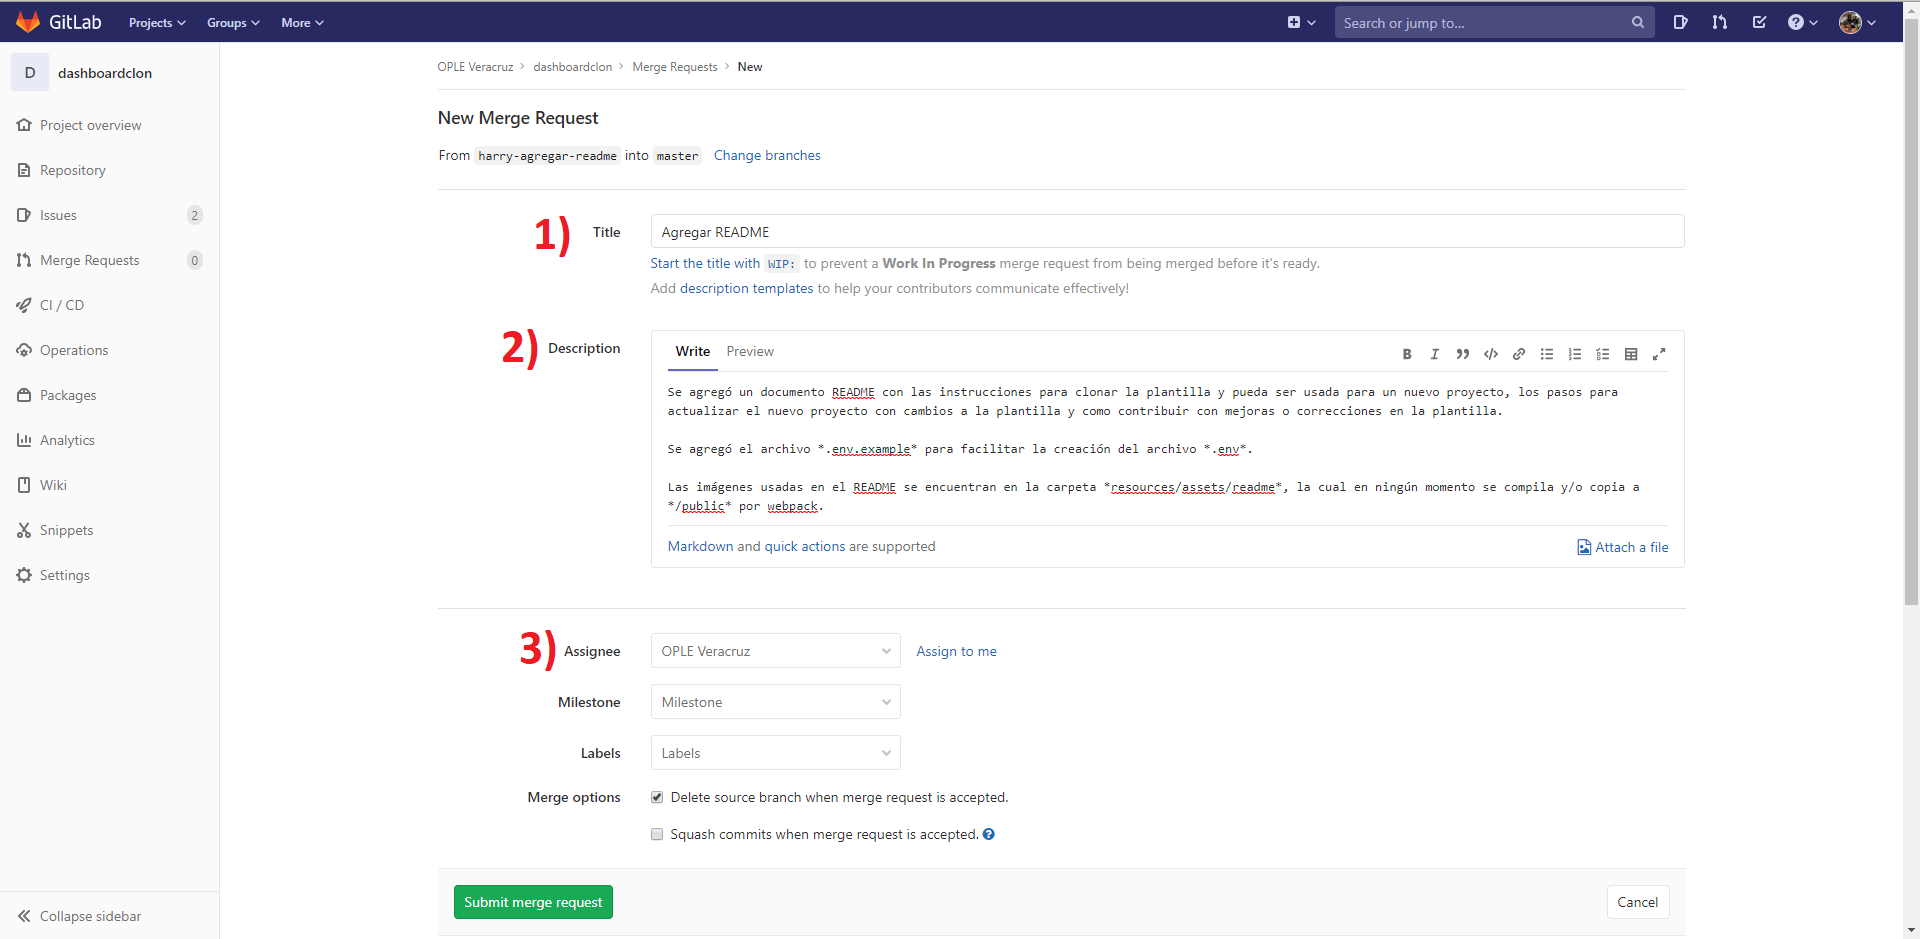 GitLab Projects Groups More Search or jump to...
D dashboardclon
Project overview
Repository
Issues 2
Merge Requests 0
CI / CD
Operations
Packages
Analytics
Wiki
Snippets
Settings
Collapse sidebar
OPLE Veracruz > dashboardclon > Merge Requests > New
New Merge Request
From harry-agregar-readme into master Change branches
1) Title Agregar README
Start the title with WIP: to prevent a Work In Progress merge request from being merged before it's ready.
Add description templates to help your contributors communicate effectively!
2) Description Write Preview
Se agregó un documento README con las instrucciones para clonar la plantilla y pueda ser usada para un nuevo proyecto, los pasos para
actualizar el nuevo proyecto con cambios a la plantilla y como contribuir con mejoras o correcciones en la plantilla.
Se agregó el archivo *.env.example* para facilitar la creación del archivo *.env*.
Las imágenes usadas en el README se encuentran en la carpeta *resources/assets/readme*, la cual en ningún momento se compila y/o copia a
*/public* por webpack.
Markdown and quick actions are supported Attach a file
3) Assignee OPLE Veracruz Assign to me
Milestone Milestone
Labels Labels
Merge options Delete source branch when merge request is accepted.
Squash commits when merge request is accepted.
Submit merge request Cancel